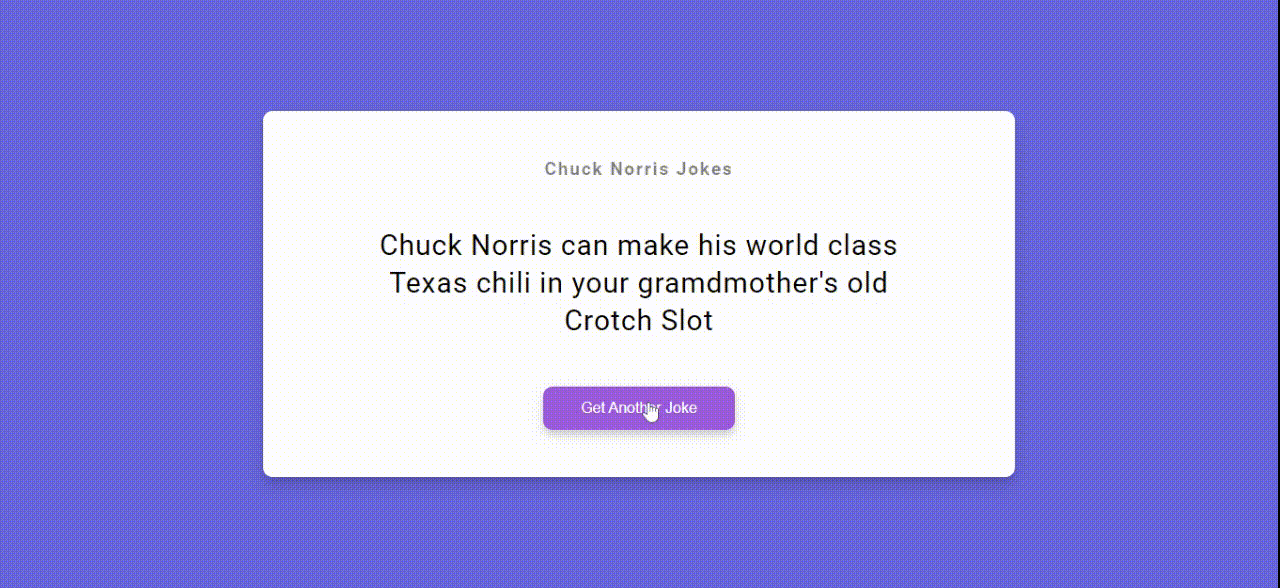 Chuck Norris Jokes
Chuck Norris can make his world class
Texas chili in your gramdmother's old
Crotch Slot
Get Another Joke